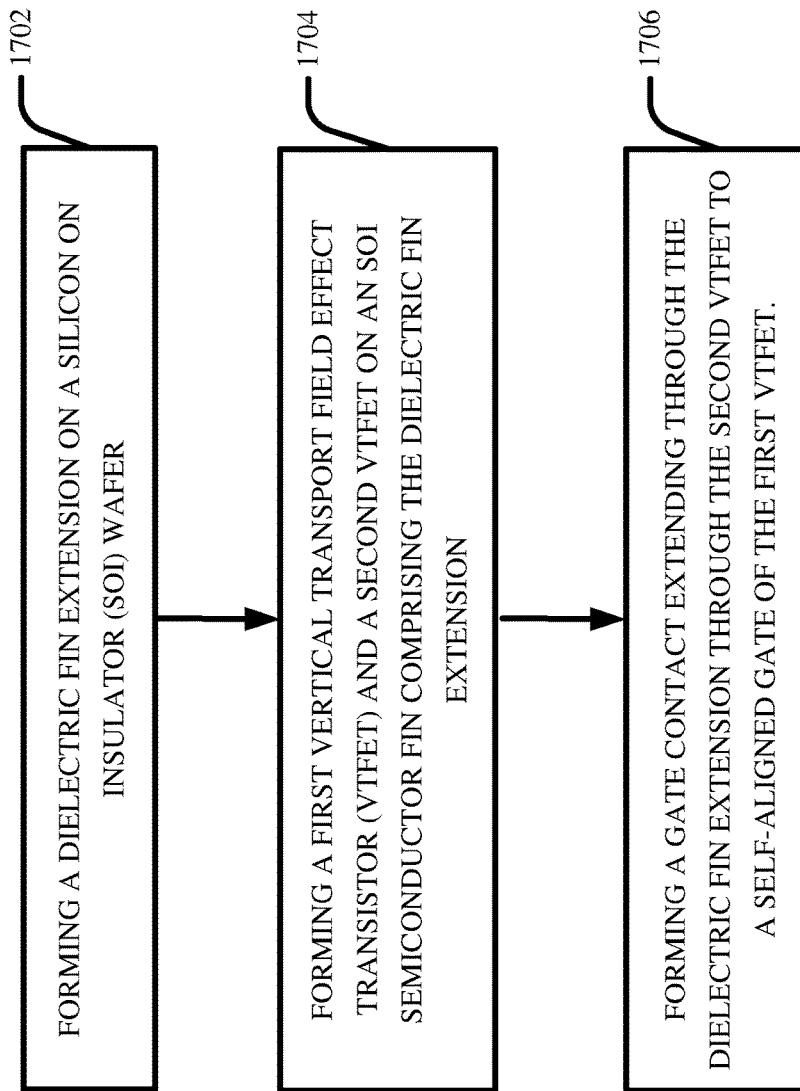 1702
FORMING A DIELECTRIC FIN EXTENSION ON A SILICON ON
INSULATOR (SOI) WAFER
1704
FORMING A FIRST VERTICAL TRANSPORT FIELD EFFECT
TRANSISTOR (VTFET) AND A SECOND VTFET ON AN SOI
SEMICONDUCTOR FIN COMPRISING THE DIELECTRIC FIN
EXTENSION
1706
FORMING A GATE CONTACT EXTENDING THROUGH THE
DIELECTRIC FIN EXTENSION THROUGH THE SECOND VTFET TO
A SELF-ALIGNED GATE OF THE FIRST VTFET.